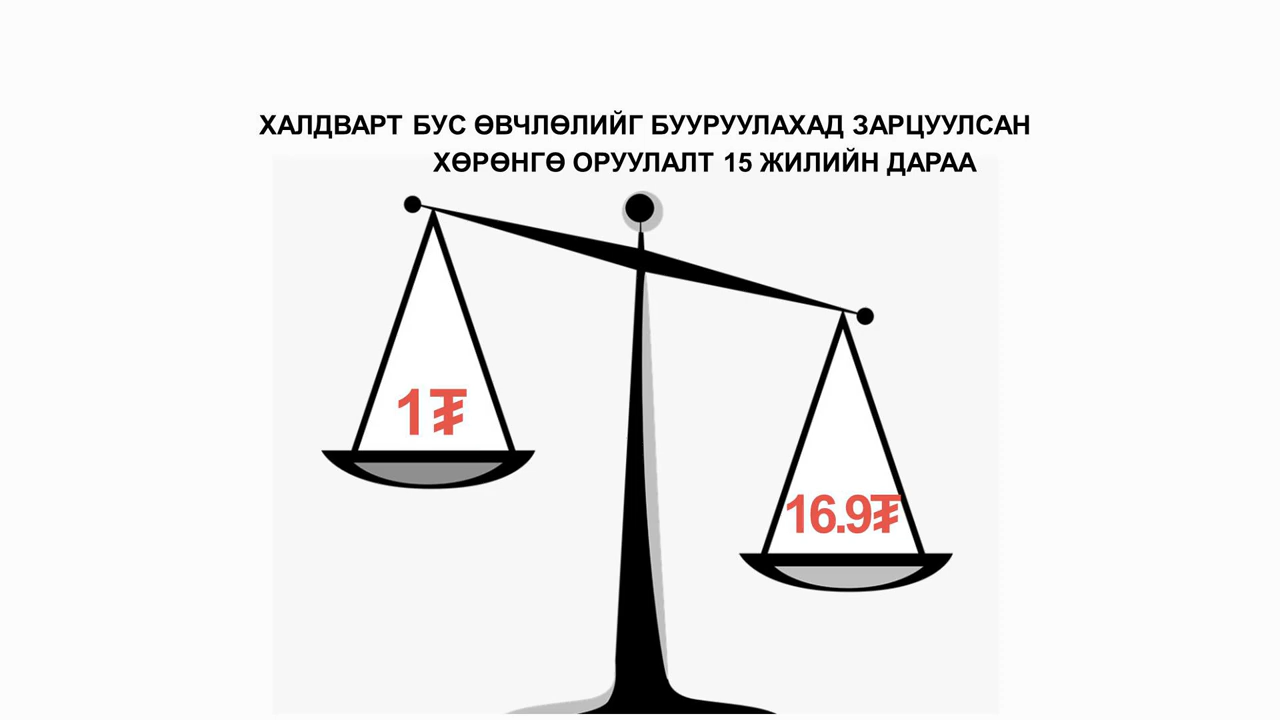 ХАЛДВАРТ БУС ӨВЧЛӨЛИЙГ БУУРУУЛАХАД ЗАРЦУУЛСАН
ХӨРӨНГӨ ОРУУЛАЛТ 15 ЖИЛИЙН ДАРАА
1₮
16.9₮